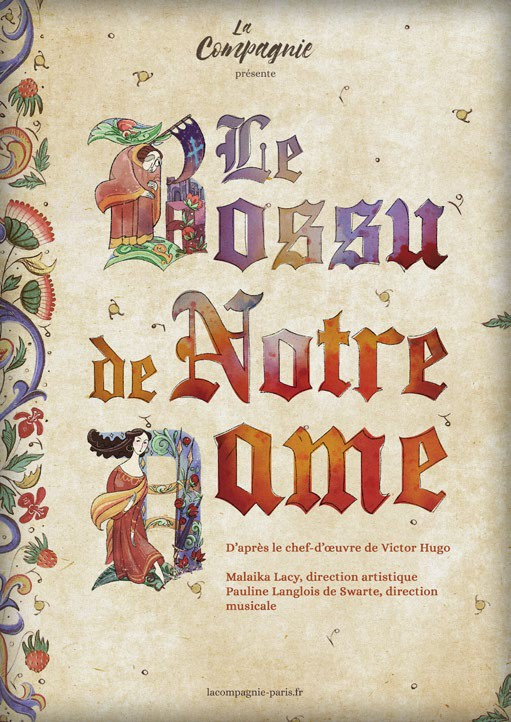 La
Compagnie
présente
Le
Bossu
de Notre
Dame
D'après le chef-d'œuvre de Victor Hugo
Malaika Lacy, direction artistique
Pauline Langlois de Swarte, direction
musicale
lacompagnie-paris.fr